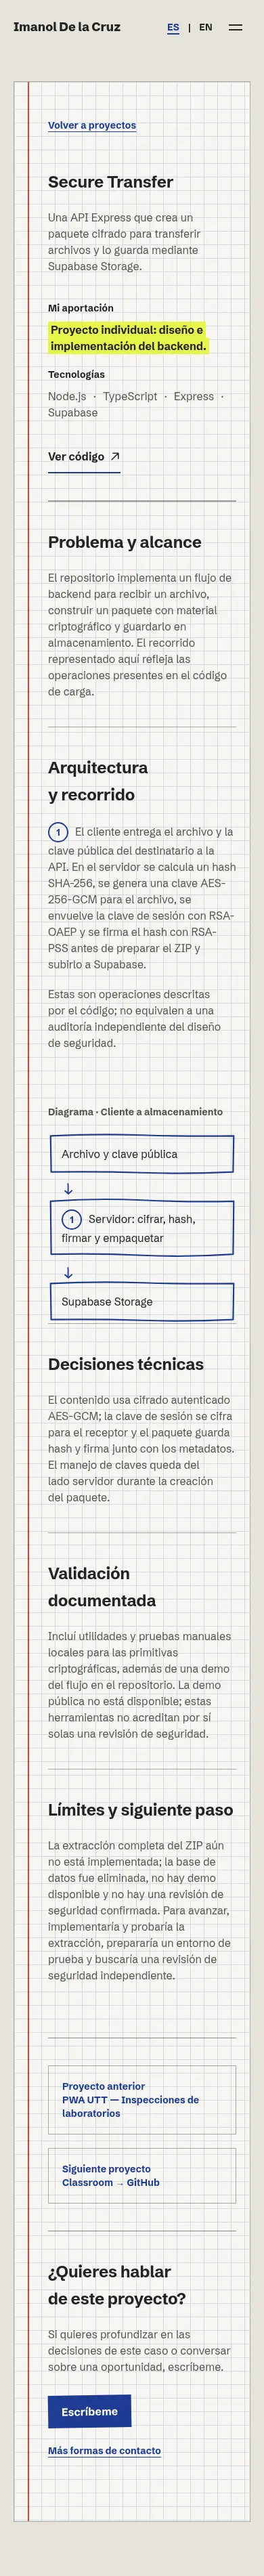 Imanol De la Cruz
ES | EN
Volver a proyectos
Secure Transfer
Una API Express que crea un
paquete cifrado para transferir
archivos y lo guarda mediante
Supabase Storage.
Mi aportación
Proyecto individual: diseño e
implementación del backend.
Tecnologías
Node.js · TypeScript · Express ·
Supabase
Ver código ↗
Problema y alcance
El repositorio implementa un flujo de
backend para recibir un archivo,
construir un paquete con material
criptográfico y guardarlo en
almacenamiento. El recorrido
representado aquí refleja las
operaciones presentes en el código
de carga.
Arquitectura
y recorrido
1 El cliente entrega el archivo y la
clave pública del destinatario a la
API. En el servidor se calcula un hash
SHA-256, se genera una clave AES-
256-GCM para el archivo, se
envuelve la clave de sesión con RSA-
OAEP y se firma el hash con RSA-
PSS antes de preparar el ZIP y
subirlo a Supabase.
Estas son operaciones descritas
por el código; no equivalen a una
auditoría independiente del diseño
de seguridad.
Diagrama · Cliente a almacenamiento
Archivo y clave pública
↓
1 Servidor: cifrar, hash,
firmar y empaquetar
↓
Supabase Storage
Decisiones técnicas
El contenido usa cifrado autenticado
AES-GCM; la clave de sesión se cifra
para el receptor y el paquete guarda
hash y firma junto con los metadatos.
El manejo de claves queda del
lado servidor durante la creación
del paquete.
Validación
documentada
Incluí utilidades y pruebas manuales
locales para las primitivas
criptográficas, además de una demo
del flujo en el repositorio. La demo
pública no está disponible; estas
herramientas no acreditan por sí
solas una revisión de seguridad.
Límites y siguiente paso
La extracción completa del ZIP aún
no está implementada; la base de
datos fue eliminada, no hay demo
disponible y no hay una revisión de
seguridad confirmada. Para avanzar,
implementaría y probaría la
extracción, prepararía un entorno de
prueba y buscaría una revisión de
seguridad independiente.
Proyecto anterior
PWA UTT — Inspecciones de
laboratorios
Siguiente proyecto
Classroom → GitHub
¿Quieres hablar
de este proyecto?
Si quieres profundizar en las
decisiones de este caso o conversar
sobre una oportunidad, escríbeme.
Escríbeme
Más formas de contacto